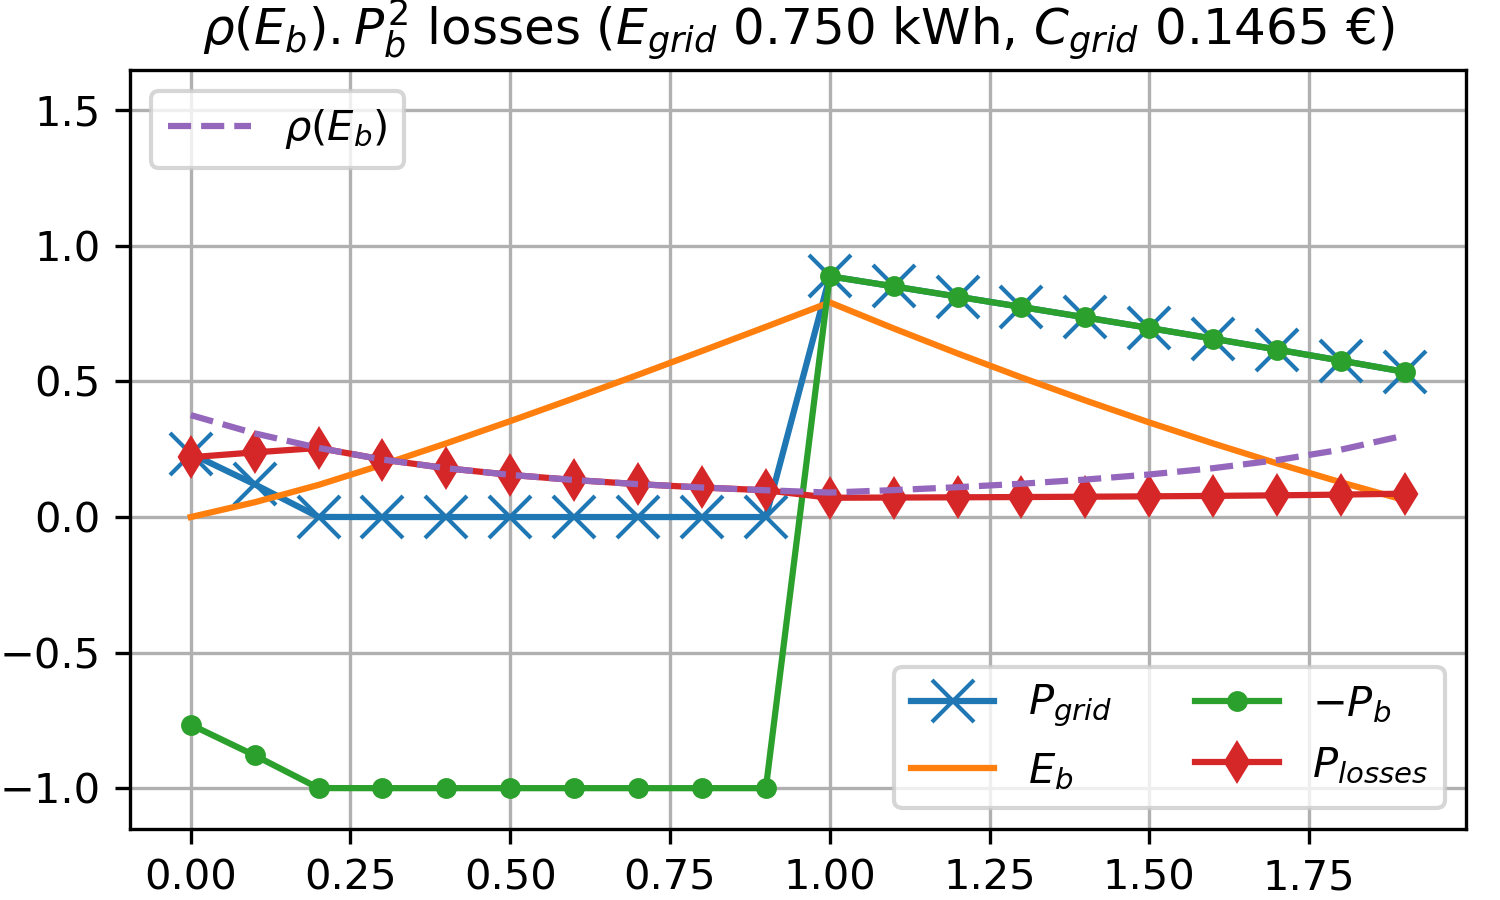 ρ(E_b). P_b^2 losses (E_grid 0.750 kWh, C_grid 0.1465 €)
ρ(E_b)
1.5
1.0
0.5
0.0
−0.5
−1.0
P_grid
E_b
−P_b
P_losses
0.00 0.25 0.50 0.75 1.00 1.25 1.50 1.75